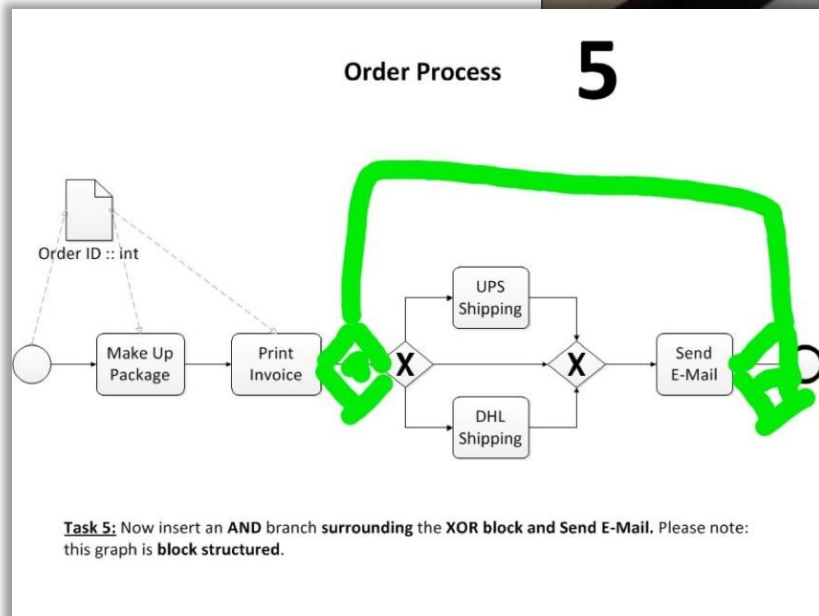 Order Process
5
Order ID :: int
Make Up
Package
Print
Invoice
X
UPS
Shipping
DHL
Shipping
X
Send
E-Mail
Task 5: Now insert an AND branch surrounding the XOR block and Send E-Mail. Please note:
this graph is block structured.